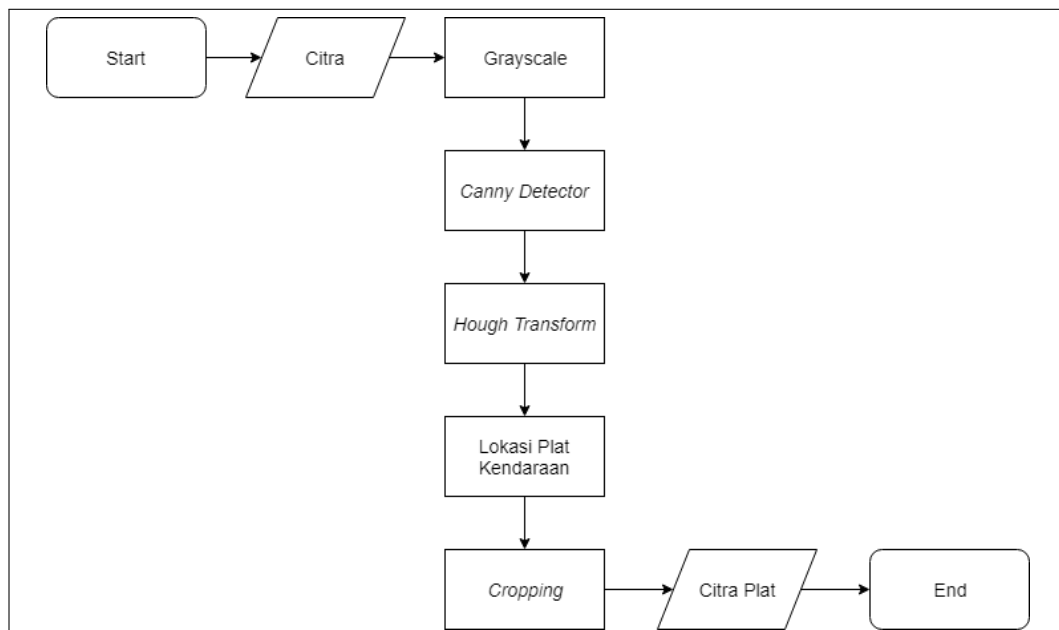 Start
Citra
Grayscale
Canny Detector
Hough Transform
Lokasi Plat
Kendaraan
Cropping
Citra Plat
End